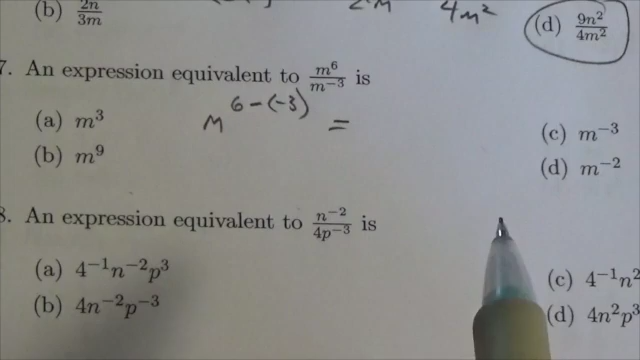 (b) 2n/3m 2m 4m² (d) 9n²/4m²
7. An expression equivalent to m⁶/m⁻³ is
m⁶⁻⁽⁻³⁾ =
(a) m³ (c) m⁻³
(b) m⁹ (d) m⁻²
8. An expression equivalent to n⁻²/4p⁻³ is
(a) 4⁻¹n⁻²p³ (c) 4⁻¹n²
(b) 4n⁻²p⁻³ (d) 4n²p³